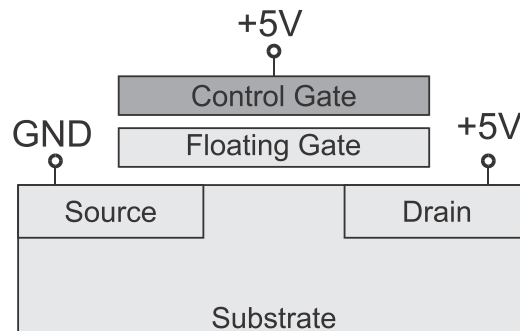 +5V
Control Gate
GND
Floating Gate
+5V
Source
Drain
Substrate